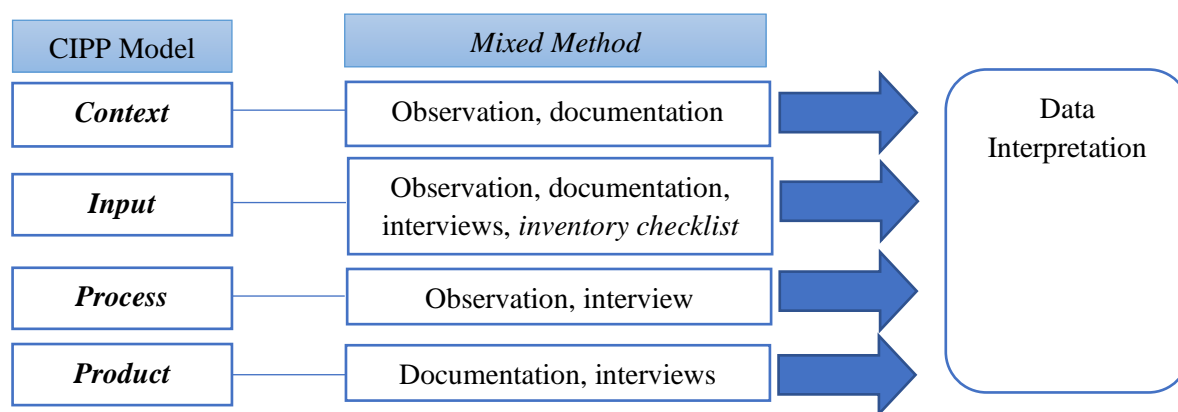 CIPP Model
Mixed Method
Context
Observation, documentation
Data
Interpretation
Input
Observation, documentation,
interviews, inventory checklist
Process
Observation, interview
Product
Documentation, interviews